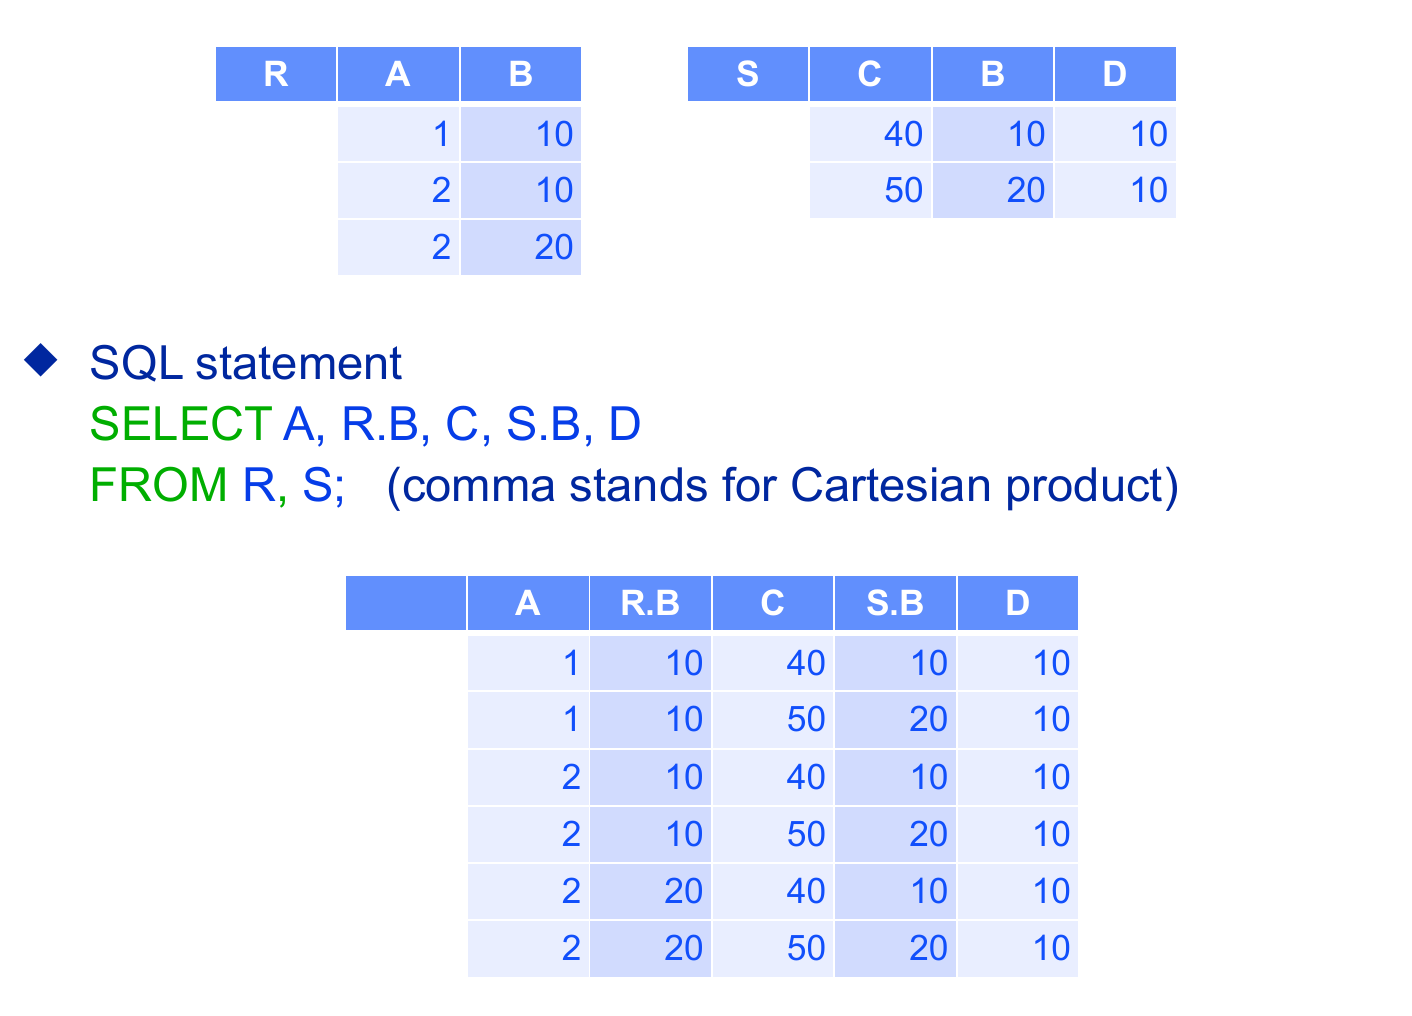 R A B
1 10
2 10
2 20
S C B D
40 10 10
50 20 10
SQL statement
SELECT A, R.B, C, S.B, D
FROM R, S; (comma stands for Cartesian product)
A R.B C S.B D
1 10 40 10 10
1 10 50 20 10
2 10 40 10 10
2 10 50 20 10
2 20 40 10 10
2 20 50 20 10